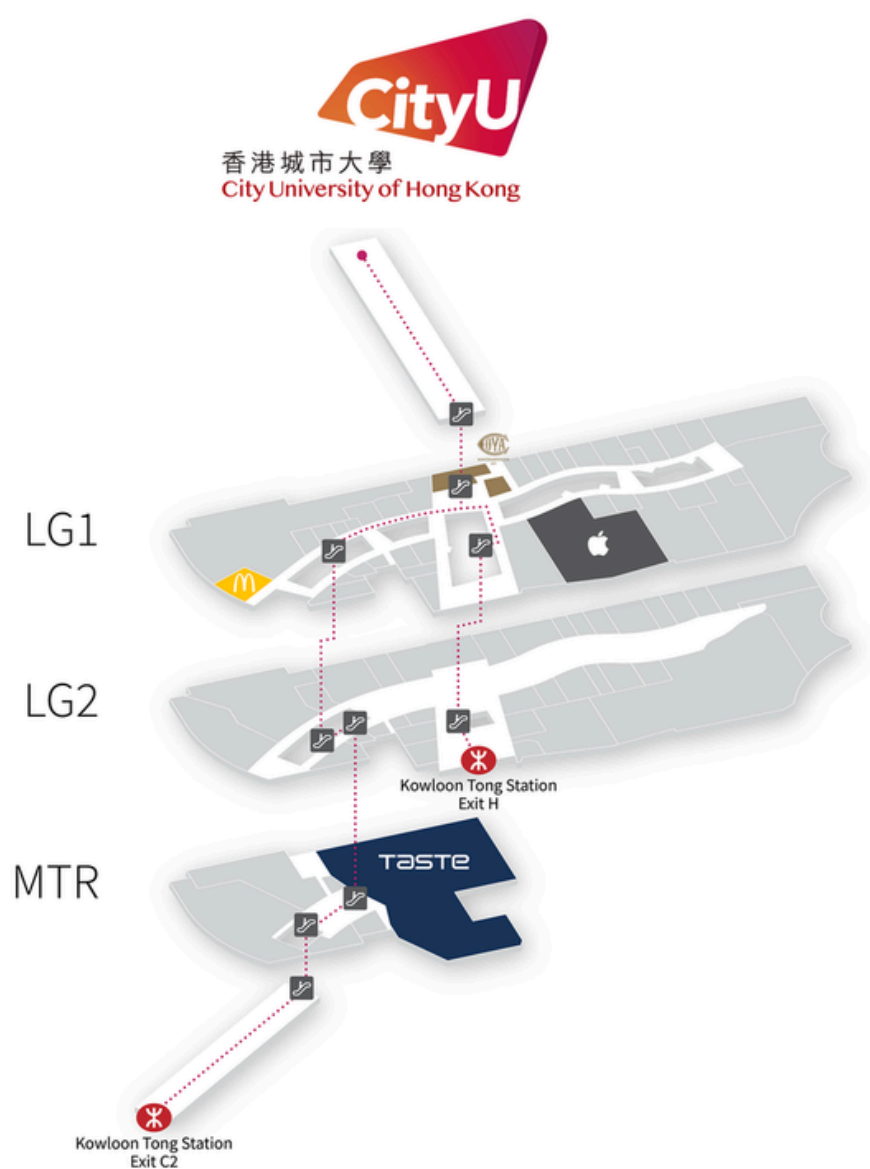 CityU
香港城市大學
City University of Hong Kong
LG1
LG2
Kowloon Tong Station
Exit H
MTR
TaSTe
Kowloon Tong Station
Exit C2